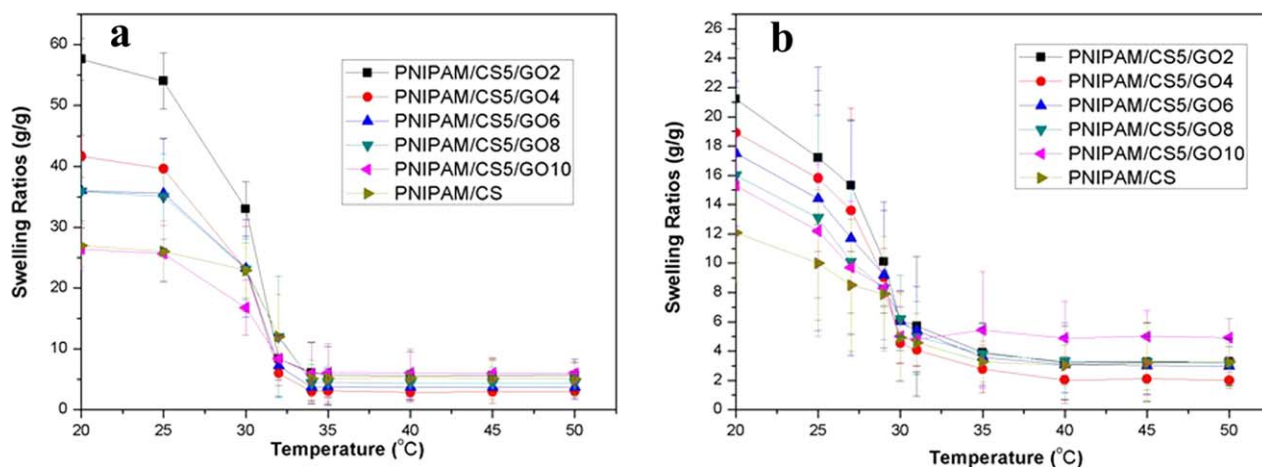 a
60
50
40
30
20
10
0
Swelling Ratios (g/g)
PNIPAM/CS5/GO2
PNIPAM/CS5/GO4
PNIPAM/CS5/GO6
PNIPAM/CS5/GO8
PNIPAM/CS5/GO10
PNIPAM/CS
20 25 30 35 40 45 50
Temperature (°C)
b
26
24
22
20
18
16
14
12
10
8
6
4
2
0
Swelling Ratios (g/g)
PNIPAM/CS5/GO2
PNIPAM/CS5/GO4
PNIPAM/CS5/GO6
PNIPAM/CS5/GO8
PNIPAM/CS5/GO10
PNIPAM/CS
20 25 30 35 40 45 50
Temperature (°C)